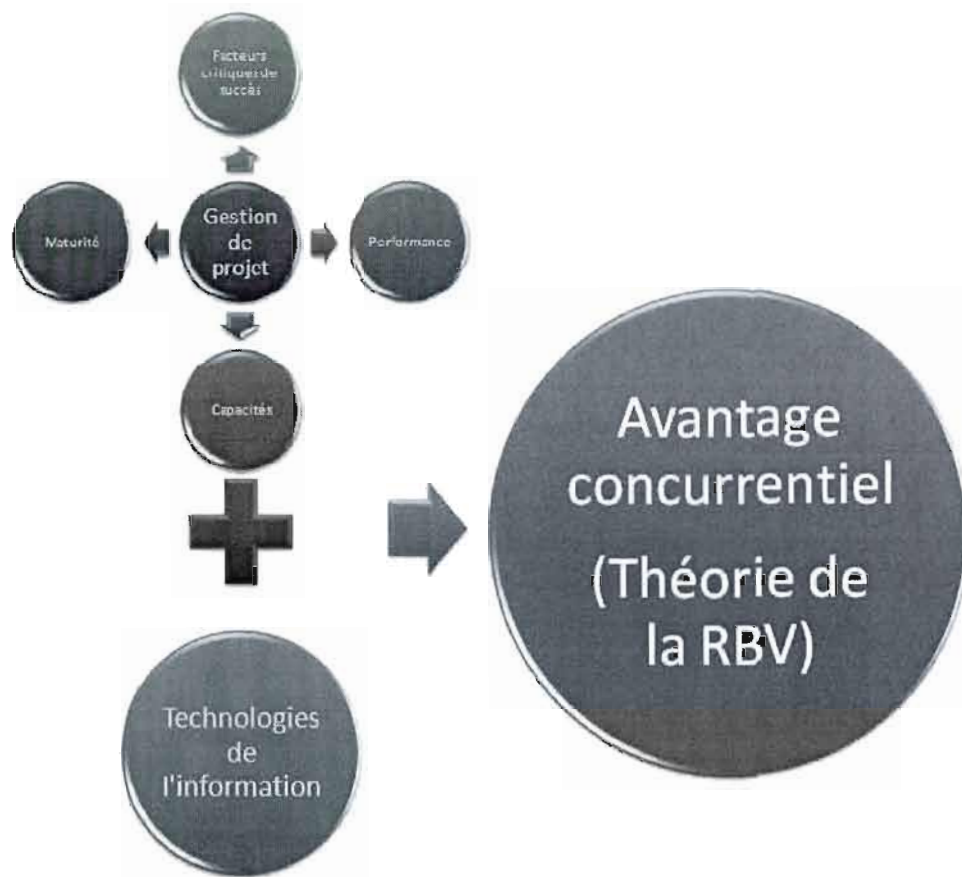 Facteurs
critiques de
succès
Maturité
Gestion
de
projet
Performance
Capacités
Avantage
concurrentiel
(Théorie de
la RBV)
Technologies
de
l'information